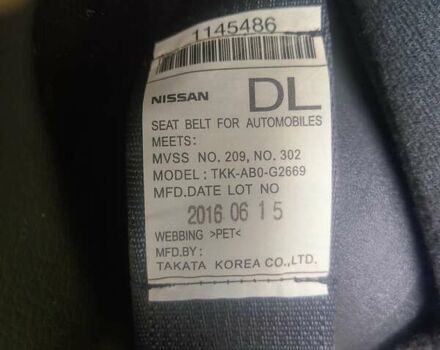 1145486
NISSAN DL
SEAT BELT FOR AUTOMOBILES
MEETS:
MVSS NO. 209, NO. 302
MODEL : TKK-AB0-G2669
MFD.DATE LOT NO
2016 06 15
WEBBING >PET<
MFD.BY:
TAKATA KOREA CO.,LTD.